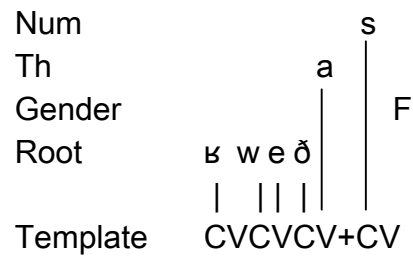 Num s
Th a
Gender F
Root ʁ w e ð
Template CVCVCV+CV